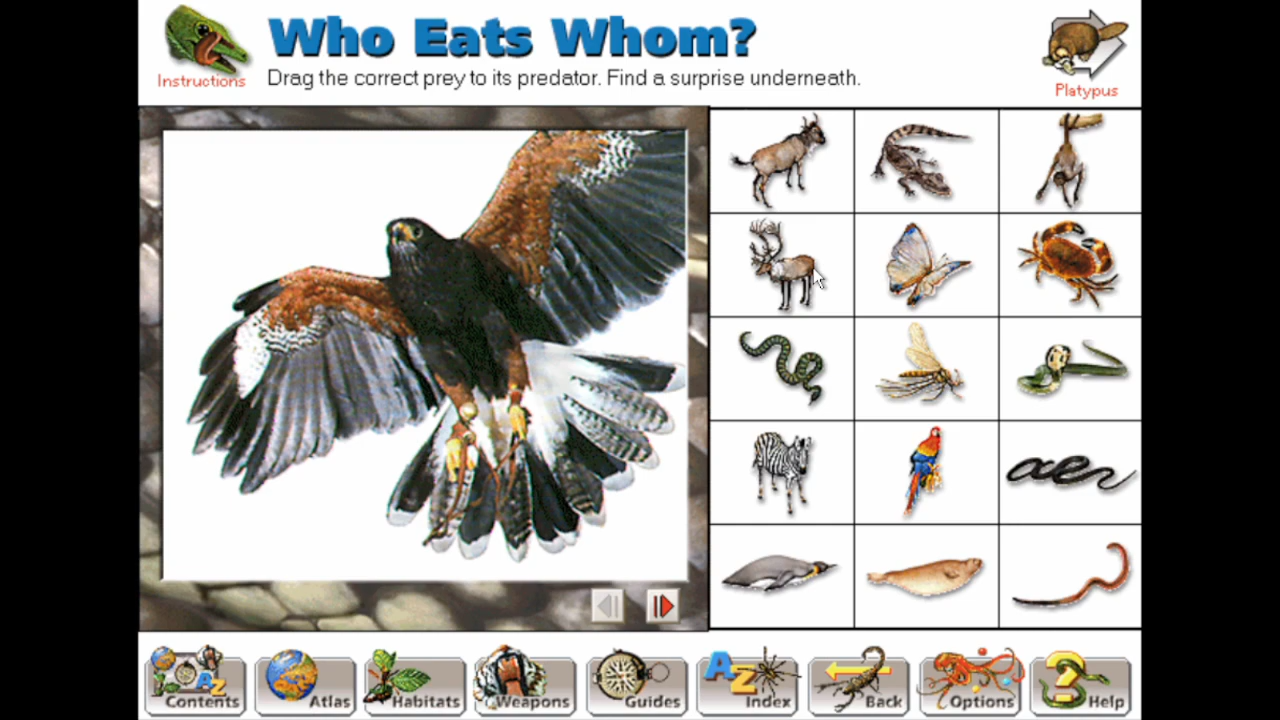 Who Eats Whom?
Drag the correct prey to its predator. Find a surprise underneath.
Instructions
Platypus
Contents
Atlas
Habitats
Weapons
Guides
A Z
Index
Back
Options
?
Help